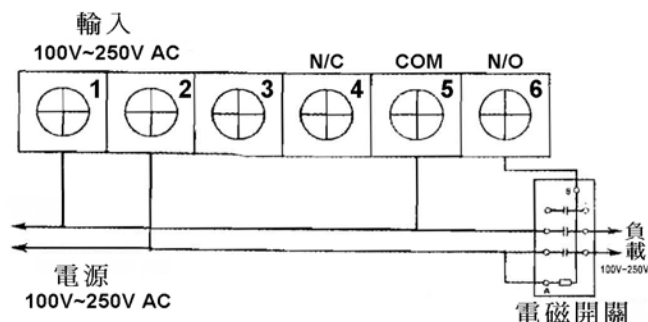 輸入
100V~250V AC
N/C COM N/O
1 2 3 4 5 6
B
負
載
100V~250V
A
電源
100V~250V AC
電磁開關